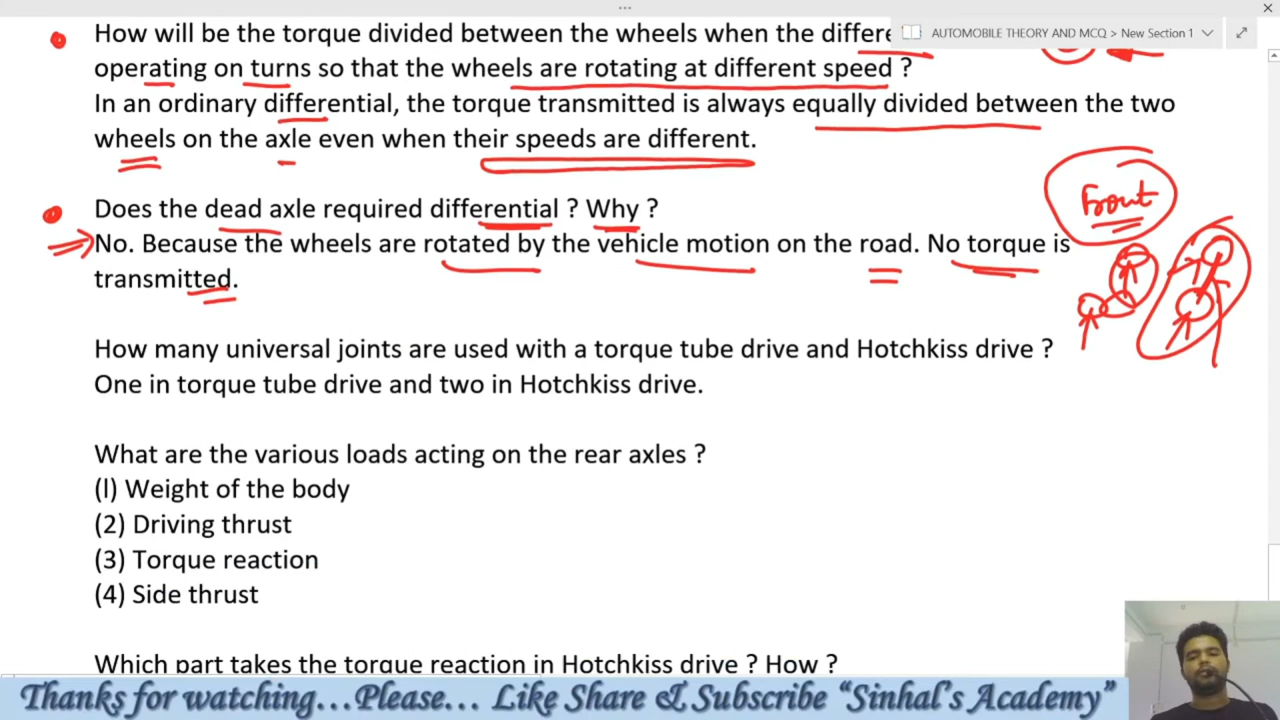 How will be the torque divided between the wheels when the differe
AUTOMOBILE THEORY AND MCQ > New Section 1
operating on turns so that the wheels are rotating at different speed ?
In an ordinary differential, the torque transmitted is always equally divided between the two
wheels on the axle even when their speeds are different.
Does the dead axle required differential ? Why ?
Front
No. Because the wheels are rotated by the vehicle motion on the road. No torque is
transmitted.
How many universal joints are used with a torque tube drive and Hotchkiss drive ?
One in torque tube drive and two in Hotchkiss drive.
What are the various loads acting on the rear axles ?
(l) Weight of the body
(2) Driving thrust
(3) Torque reaction
(4) Side thrust
Which part takes the torque reaction in Hotchkiss drive ? How ?
Thanks for watching...Please... Like Share & Subscribe “Sinhal’s Academy”